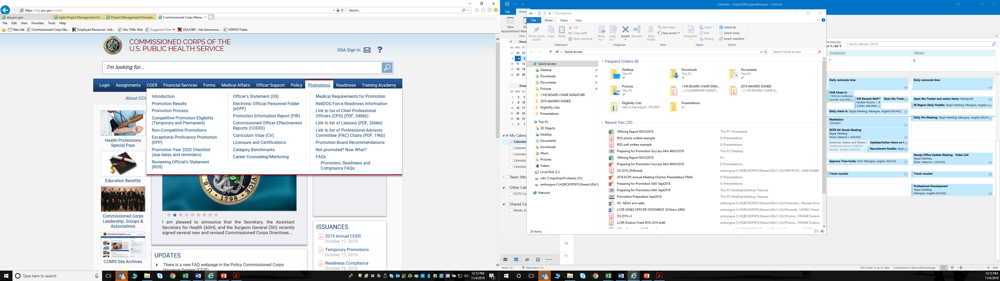 https://dcp.psc.gov/ccmis/
Search...
dcp.psc.gov
Agile Project Management for ...
Project Management Principle...
Commissioned Corps Mana...
File Edit View Favorites Tools Help
New tab
Commissioned Corps Ma...
Employee Resources Indi...
hhs-704b-5tier
Suggested Sites
USAJOBS - Job Announce...
USPHS17rates
COMMISSIONED CORPS OF THE
U.S. PUBLIC HEALTH SERVICE
OSA Sign In
?
I'm looking for...
Login Assignments COER Financial Services Forms Medical Affairs Officer Support Policy Promotions Readiness Training Academy
About CCH
Introduction
Promotion Results
Promotion Process
Competitive Promotion Eligibility
(Temporary and Permanent)
Non-Competitive Promotions
Exceptional Proficiency Promotion
(EPP)
Promotion Year 2020 Checklist
(due dates and reminders)
Reviewing Official's Statement
(ROS)
Officer's Statement (OS)
Electronic Official Personnel Folder
(eOPF)
Promotion Information Report (PIR)
Commissioned Officer Effectiveness
Reports (COERS)
Curriculum Vitae (CV)
Licensure and Certifications
Category Benchmarks
Career Counseling/Mentoring
Medical Requirements for Promotion
RedDOG Force Readiness Information
Link to list of Chief Professional
Officers (CPO) (PDF, 348kb)
Link to list of Liaisons (PDF, 266kb)
Link to list of Professional Advisory
Committee (PAC) Chairs (PDF, 19kb)
Promotion Board Recommendations
Not promoted? Now What?
FAQs
Promotion, Readiness and
Compliance FAQs
Health Professions
Special Pays
Education Benefits
Commissioned Corps
Leadership, Groups &
Associations
CCMIS Site Archives
U.S.
1798
I am pleased to announce that the Secretary, the Assistant
Secretary for Health (ASH), and the Surgeon General (SG) recently
signed several new and revised Commissioned Corps Directives...
UPDATES
There is a new FAQ webpage in the Policy Commissioned Corps
Issuance System (CCIS)
ISSUANCES
2019 Annual COER
October 17, 2019
Temporary Promotions
October 17, 2019
Readiness Compliance
October 16, 2019
Type here to search
12:12 PM
11/4/2019
Calendar - Angela.Mtungwa@ihs.gov - Outlook
File Home
New
Appointment
New
File Explorer
File Home Share View
Pin to Quick
access
Copy
Paste
Cut
Copy path
Paste shortcut
Clipboard
Move
to
Copy
to
Delete
Rename
Organize
New
folder
New item
Easy access
New
Properties
Open
Edit
History
Open
Select all
Select none
Invert selection
Select
Quick access
Search Quick access
Quick access
Desktop
Downloads
Documents
Pictures
1 IHS BOARD CHAIR SIGNATURE
2019 AWARDS SIGNED
Eligibility Lists
Presentations
This PC
3D Objects
Desktop
Documents
Downloads
Music
Pictures
Videos
Local Disk (C:)
odir (\\hqrckopsfs\shares) (O:)
amtungwa (\\HQRCKOPSFS\Shares\UDir1)
Network
Frequent folders (8)
Desktop
This PC
Downloads
This PC
Documents
This PC
Pictures
This PC
1 IHS BOARD CHAIR SIGN...
...\3 LEADERSHIP SIGNAT...
2019 AWARDS SIGNED
...\1 IHS BOARD CHAIR SI...
Eligibility Lists
odir (\\hqrckopsf...\PY2020
Presentations
E:\
Recent files (20)
Offering Report NOV32019 This PC\Downloads
ROS poorly written example E:\Presentations
ROS well written example E:\Presentations
Preparing for Promotion Success AKA 4NOV2019 This PC\Desktop
Offering Report NOV32019 D:\
Preparing for Promotion Success AKA 4NOV2019 E:\Presentations
OS 2019_Shilhanek amtungwa (\\HQRCKOPSFS\Shares\UDir1) (U:)\EPP\PY20...\SHILHANEK
2018 DCPS Annual Meeting Director Presentation FINAL E:\Presentations
Preparing for Promotion NAV Sept2018 E:\Presentations
Preparing for Promotion NAV Sept2018 This PC\Desktop\Desktop Cleanup
Promotion Preparation Sept2018 This PC\Desktop\Desktop Cleanup
OS -NDAS arm edits amtungwa (\\HQRCKOPSFS\Shares\UDir1) (U:)\Promotio...\Review Docs
LCDR JONES OFFICER STATEMENT 2018revv ARM amtungwa (\\HQRCKOPSFS\Shares\UDir1) (U:)\Promoti...\JONES Cheryl
OS 2019 v3 amtungwa (\\HQRCKOPSFS\Shares\UDir1) (U:)\Promo...\FRANK Dodson
LCDR Dodson Frank ROS 2019 draft amtungwa (\\HQRCKOPSFS\Shares\UDir1) (U:)\Promo...\FRANK Dodson
28 items
SU MO TU
27 28 29
3 4 5
10 11 12
17 18 19
24 25 26
Dece
SU MO TU
1 2 3
8 9 10
15 16 17
22 23 24
29 30 31
5 6 7
My Calend
Calendar
Calendar
Calendar
Calendar
Calendar
Team: Mtu
Other Cale
DCPS Co
Shared Ca
Meeks, K
Wednesday
4°F/44°F
Search Calendar (Ctrl+E)
THURSDAY
FRIDAY
7
8
Daily commute time
OHR Check-In
11E56 & Conferenc
Gyorda, Lisa (IHS
IHS General Staff
Pavilion Rooms - 5t
Cohen, Marshall
Open the Track
Daily check-in; Skype Meeting; Mtungwa, Angela (IHS/HQ)
Meditation
15SWH01
DCPS All-Hands Meeting
Skype Meeting
Sloan, Maurice L (IHS/HQ)
American Indian and Alaska
Conference Room 07SEH02
Reeder, Jennifer (IHS/HQ)
Updates/Action Items on
Recruitment Huddle; Skyp
Approve Time Cards; ITAS; Mtungwa, Angela (IHS/HQ)
Travel voucher
Daily commute time
Open the Tracker and review items; Sharepoint
SE Region Daily Huddle; Skype Meeting; Mtungwa, Angela
Daily Pre-Meeting; Skype Meeting; Mtungwa, Angela (IHS/H
Navajo Office Update Meeting - Video Call
Skype Meeting
Sloan, Maurice L (IHS/HQ)
Travel voucher
Professional Development
Skype Meeting
Mtungwa, Angela (IHS/HQ)
10
11
Items: 53
Reminders: 56
This folder is up to date.
Connected to: Microsoft Exchange
90%
12:12 PM
11/4/2019